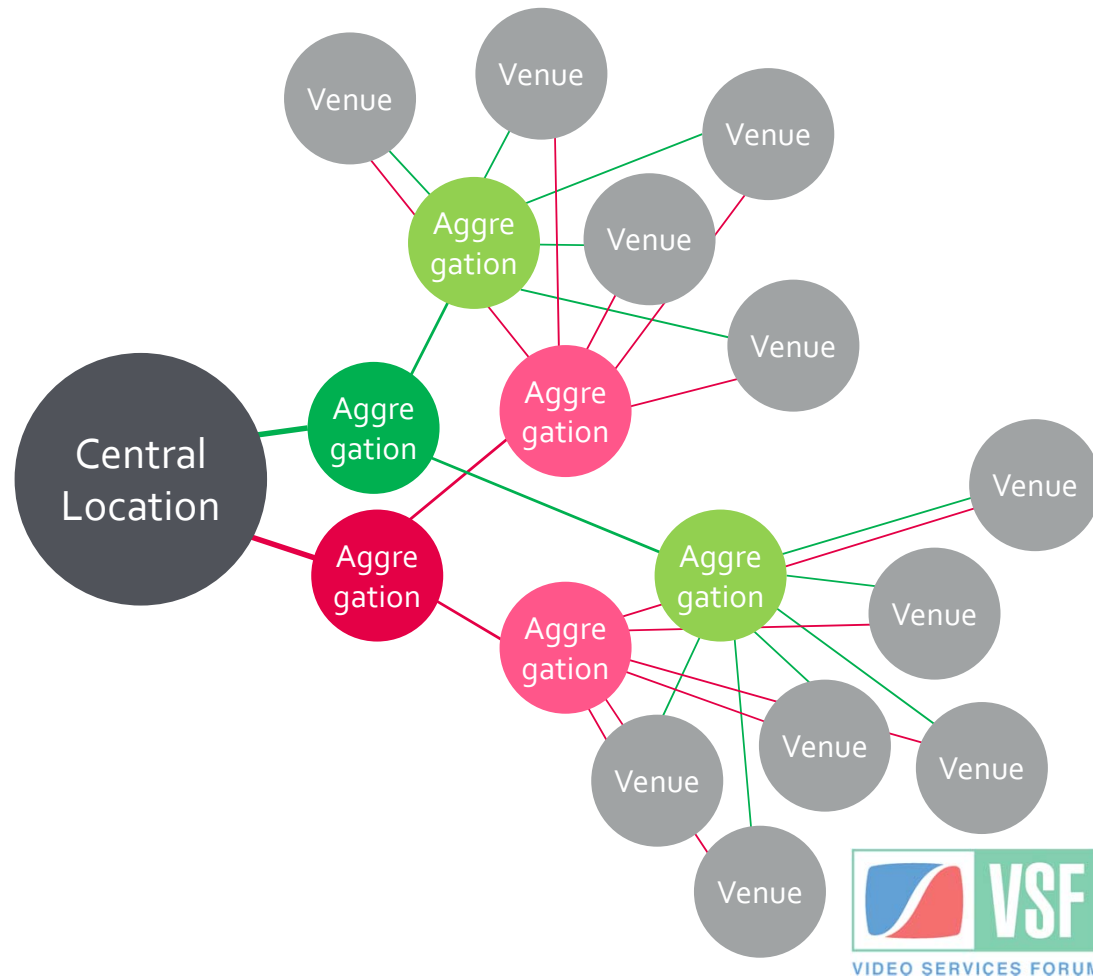 Venue
Venue
Venue
Aggre
gation
Venue
Venue
Aggre
gation
Aggre
gation
Central
Location
Venue
Aggre
gation
Aggre
gation
Venue
Aggre
gation
Venue
Venue
Venue
Venue
VSF
VIDEO SERVICES FORUM